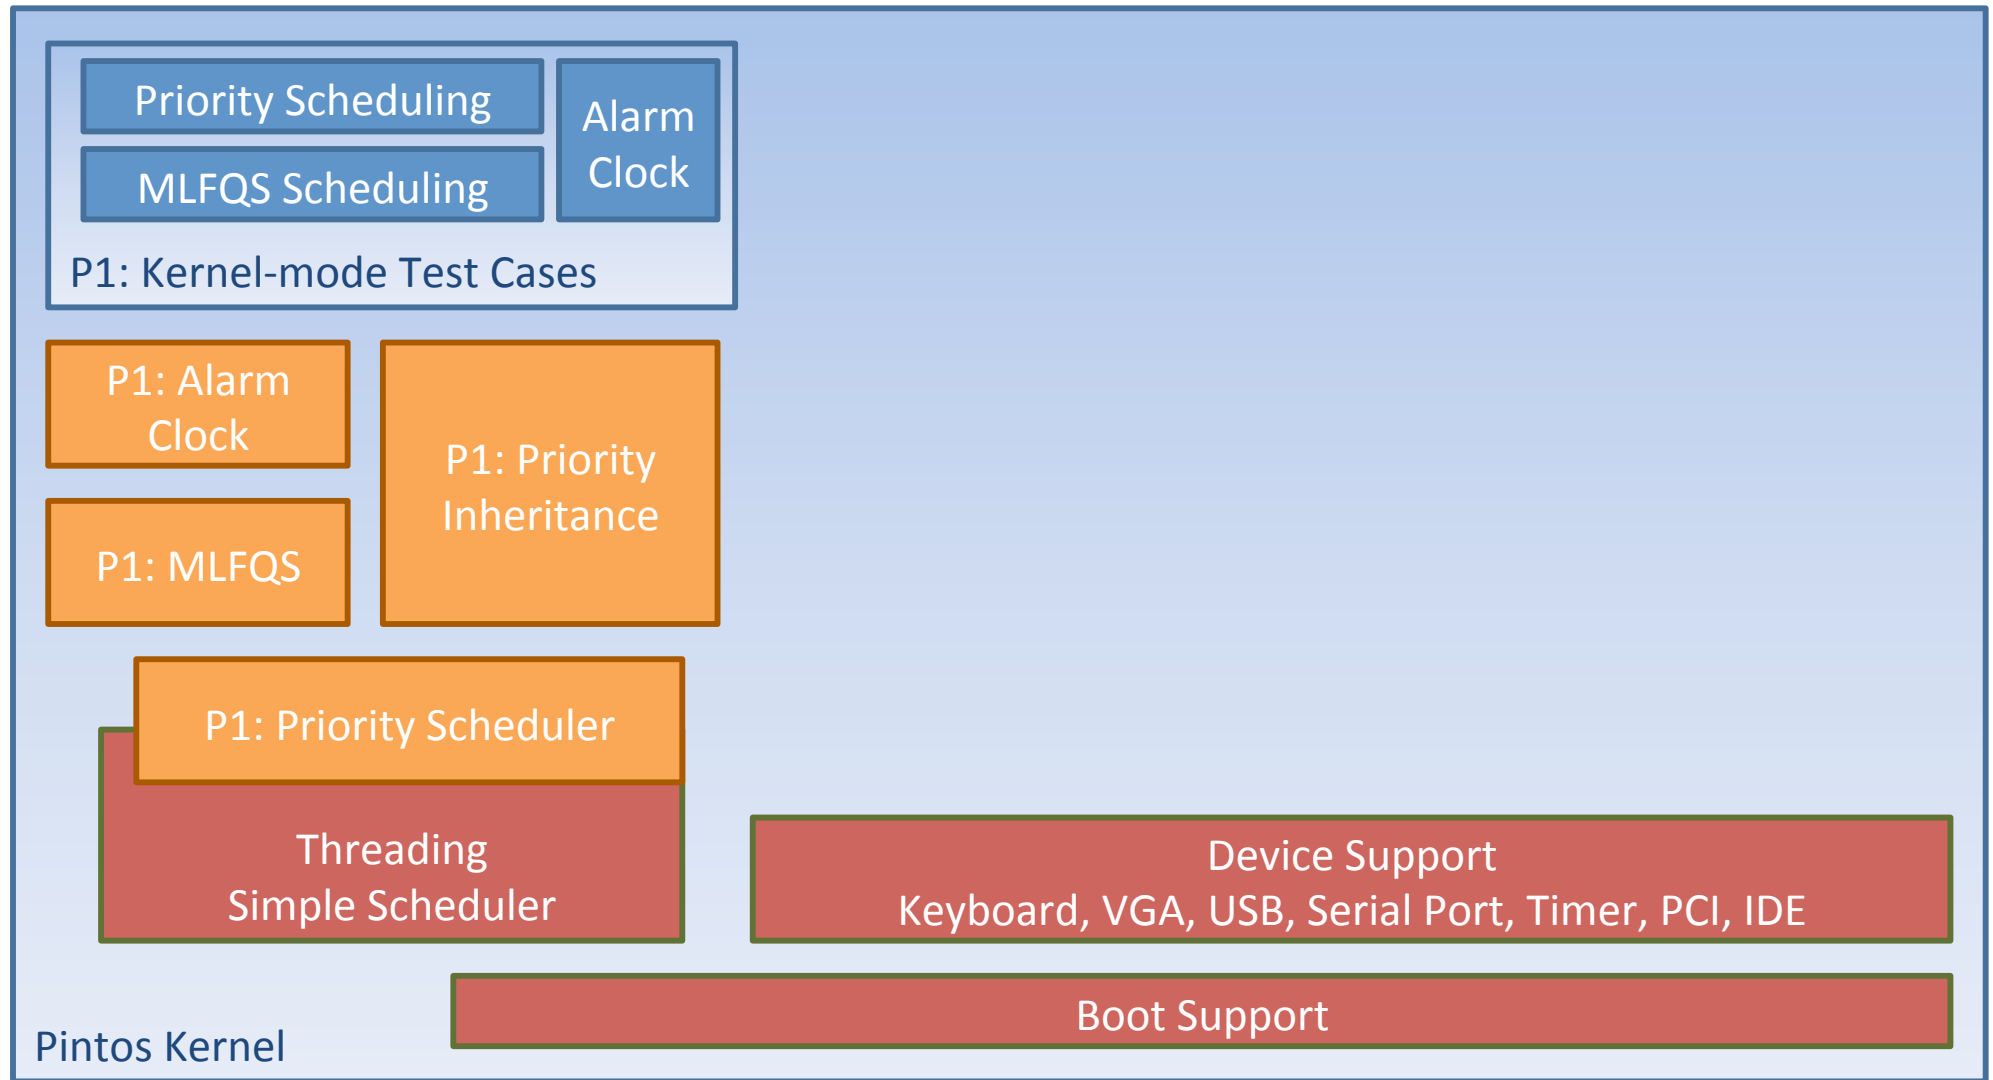 Priority Scheduling
MLFQS Scheduling
Alarm
Clock
P1: Kernel-mode Test Cases
P1: Alarm
Clock
P1: Priority
Inheritance
P1: MLFQS
P1: Priority Scheduler
Threading
Simple Scheduler
Device Support
Keyboard, VGA, USB, Serial Port, Timer, PCI, IDE
Boot Support
Pintos Kernel